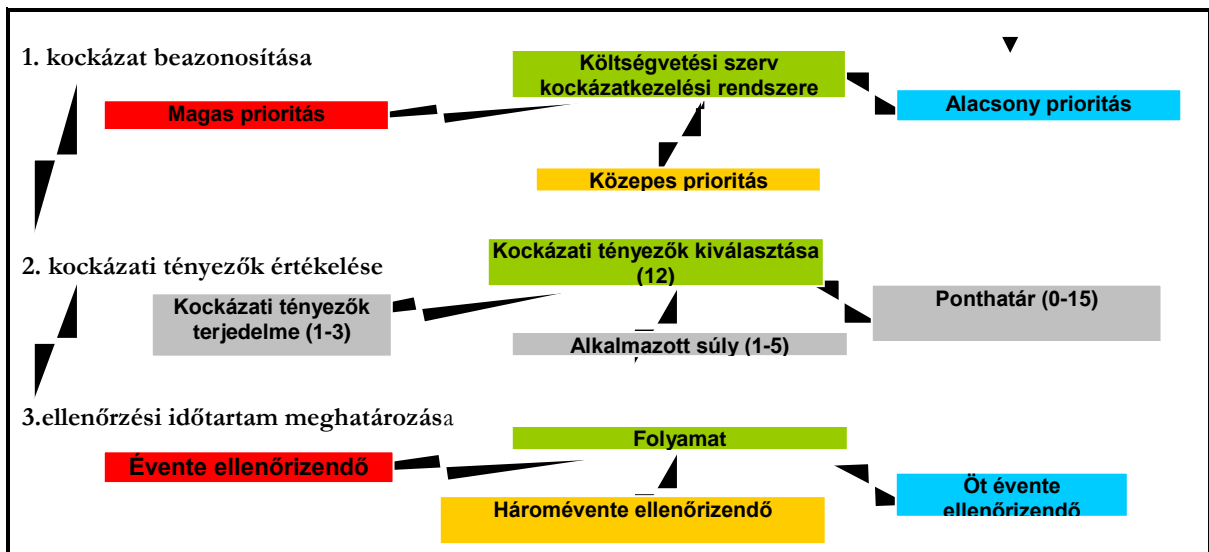 1. kockázat beazonosítása
Költségvetési szerv
kockázatkezelési rendszere
Magas prioritás
Alacsony prioritás
Közepes prioritás
2. kockázati tényezők értékelése
Kockázati tényezők kiválasztása
(12)
Kockázati tényezők
terjedelme (1-3)
Ponthatár (0-15)
Alkalmazott súly (1-5)
3.ellenőrzési időtartam meghatározása
Folyamat
Évente ellenőrizendő
Háromévente ellenőrizendő
Öt évente
ellenőrizendő